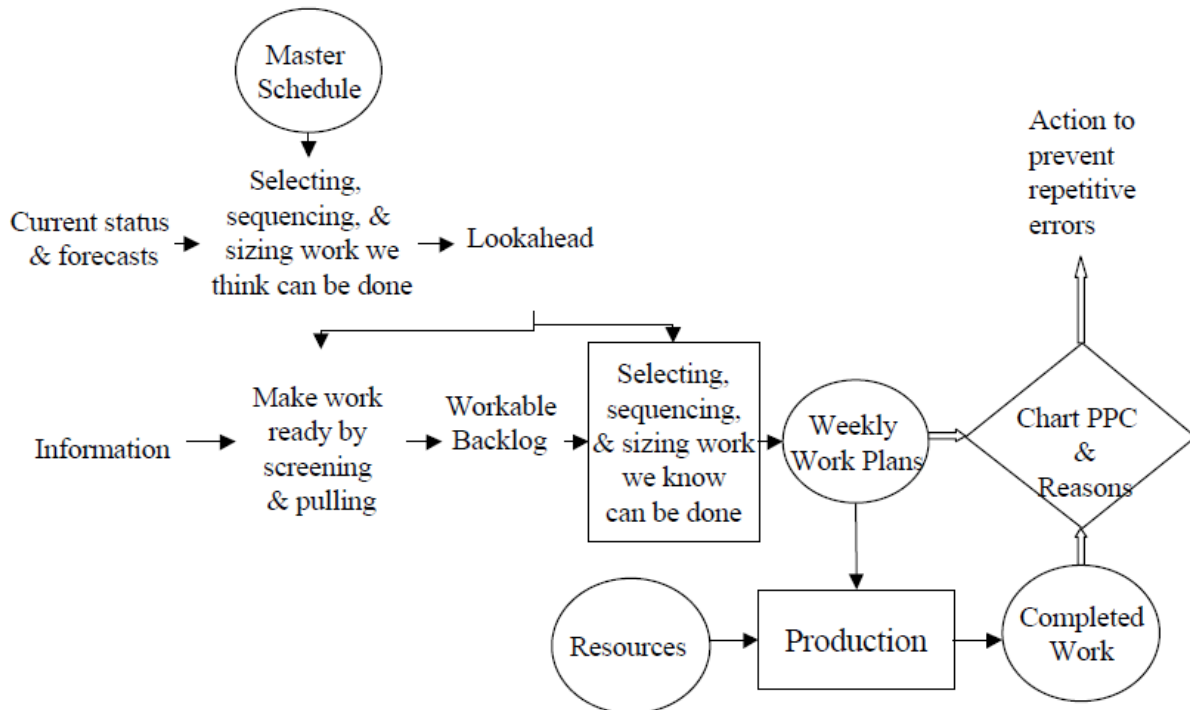 Master
Schedule
Action to
prevent
repetitive
errors
Selecting,
sequencing, &
sizing work we
think can be done
Current status
& forecasts
Lookahead
Information
Make work
ready by
screening
& pulling
Workable
Backlog
Selecting,
sequencing,
& sizing work
we know
can be done
Weekly
Work Plans
Chart PPC
&
Reasons
Resources
Production
Completed
Work